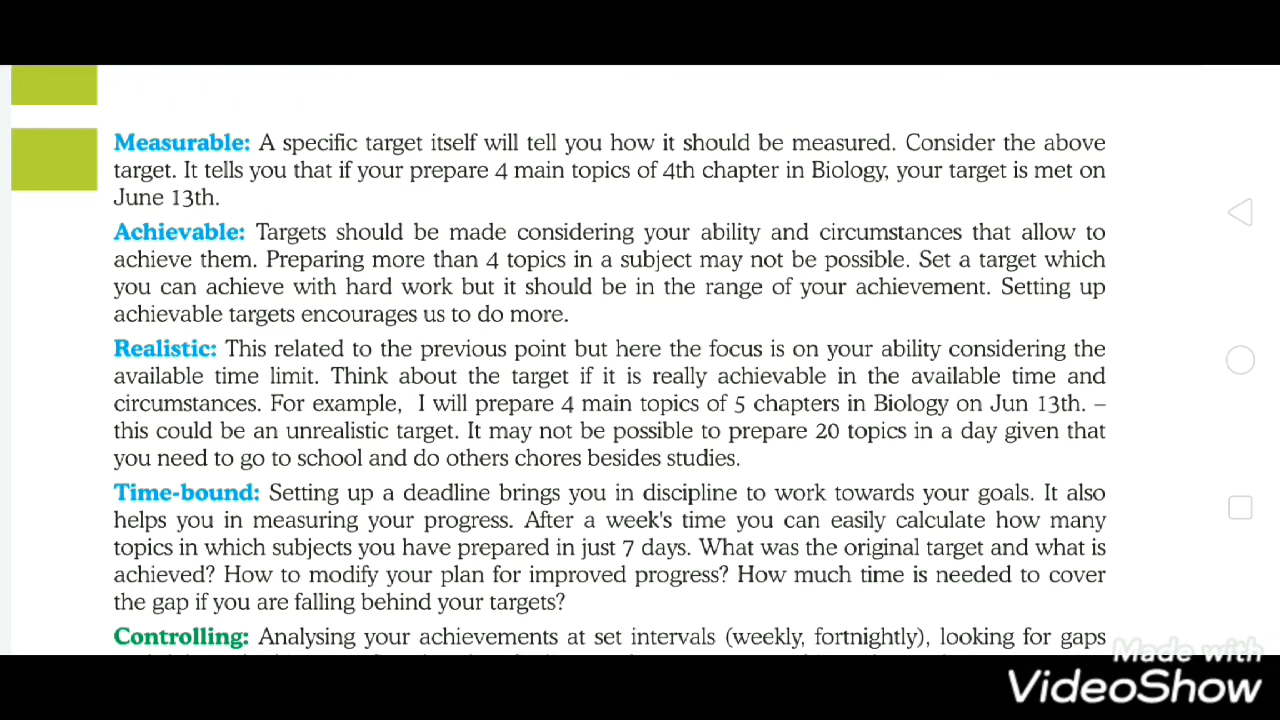 Measurable: A specific target itself will tell you how it should be measured. Consider the above
target. It tells you that if your prepare 4 main topics of 4th chapter in Biology, your target is met on
June 13th.
Achievable: Targets should be made considering your ability and circumstances that allow to
achieve them. Preparing more than 4 topics in a subject may not be possible. Set a target which
you can achieve with hard work but it should be in the range of your achievement. Setting up
achievable targets encourages us to do more.
Realistic: This related to the previous point but here the focus is on your ability considering the
available time limit. Think about the target if it is really achievable in the available time and
circumstances. For example, I will prepare 4 main topics of 5 chapters in Biology on Jun 13th. –
this could be an unrealistic target. It may not be possible to prepare 20 topics in a day given that
you need to go to school and do others chores besides studies.
Time-bound: Setting up a deadline brings you in discipline to work towards your goals. It also
helps you in measuring your progress. After a week's time you can easily calculate how many
topics in which subjects you have prepared in just 7 days. What was the original target and what is
achieved? How to modify your plan for improved progress? How much time is needed to cover
the gap if you are falling behind your targets?
Controlling: Analysing your achievements at set intervals (weekly, fortnightly), looking for gaps
Made with
VideoShow